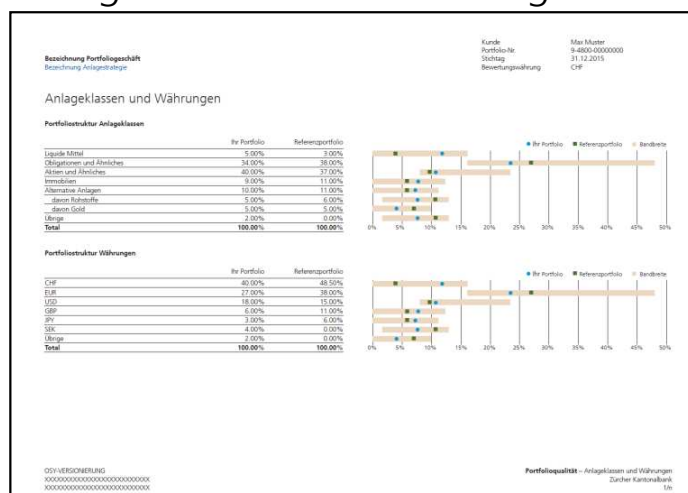 Kunde Max Muster
Portfolio-Nr. 9-4800-00000000
Stichtag 31.12.2015
Bewertungswährung CHF
Bezeichnung Portfoliogeschäft
Bezeichnung Anlagestrategie
Anlageklassen und Währungen
Portfoliostruktur Anlageklassen
Ihr Portfolio Referenzportfolio
Liquide Mittel 5.00% 3.00%
Obligationen und Ähnliches 34.00% 38.00%
Aktien und Ähnliches 40.00% 37.00%
Immobilien 9.00% 11.00%
Alternative Anlagen 10.00% 11.00%
davon Rohstoffe 5.00% 6.00%
davon Gold 5.00% 5.00%
Übrige 2.00% 0.00%
Total 100.00% 100.00%
Ihr Portfolio Referenzportfolio Bandbreite
0% 5% 10% 15% 20% 25% 30% 35% 40% 45% 50%
Portfoliostruktur Währungen
Ihr Portfolio Referenzportfolio
CHF 40.00% 48.50%
EUR 27.00% 38.00%
USD 18.00% 15.00%
GBP 6.00% 11.00%
JPY 3.00% 6.00%
SEK 4.00% 0.00%
Übrige 2.00% 0.00%
Total 100.00% 100.00%
Ihr Portfolio Referenzportfolio Bandbreite
0% 5% 10% 15% 20% 25% 30% 35% 40% 45% 50%
OSY-VERSIONIERUNG
XXXXXXXXXXXXXXXXXXXXXXXXXX
XXXXXXXXXXXXXXXXXXXXXXXXXX
Portfolioqualität – Anlageklassen und Währungen
Zürcher Kantonalbank
1/n